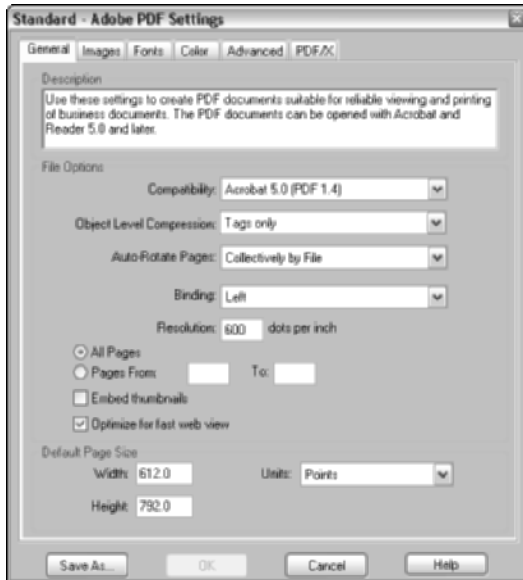 Standard - Adobe PDF Settings
General Images Fonts Color Advanced PDF/X
Description
Use these settings to create PDF documents suitable for reliable viewing and printing
of business documents. The PDF documents can be opened with Acrobat and
Reader 5.0 and later.
File Options
Compatibility: Acrobat 5.0 (PDF 1.4)
Object Level Compression: Tags only
Auto-Rotate Pages: Collectively by File
Binding: Left
Resolution: 600 dots per inch
All Pages
Pages From: To:
Embed thumbnails
Optimize for fast web view
Default Page Size
Width: 612.0 Units: Points
Height: 792.0
Save As... OK Cancel Help